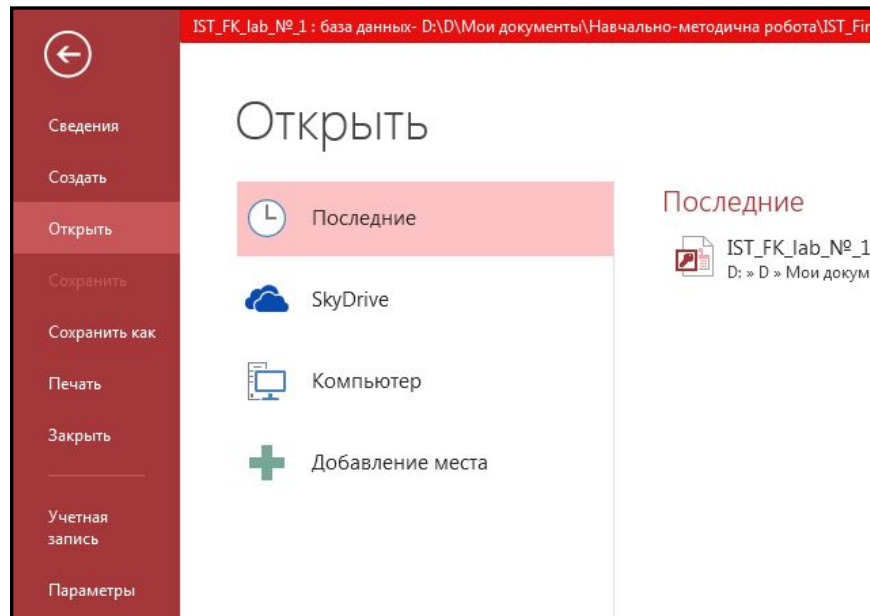 IST_FK_lab_№_1 : база данных- D:\D\Мои документы\Навчально-методична робота\IST_Fin
Сведения
Создать
Открыть
Сохранить
Сохранить как
Печать
Закрыть
Учетная
запись
Параметры
Открыть
Последние
SkyDrive
Компьютер
Добавление места
Последние
IST_FK_lab_№_1
D: » D » Мои докум